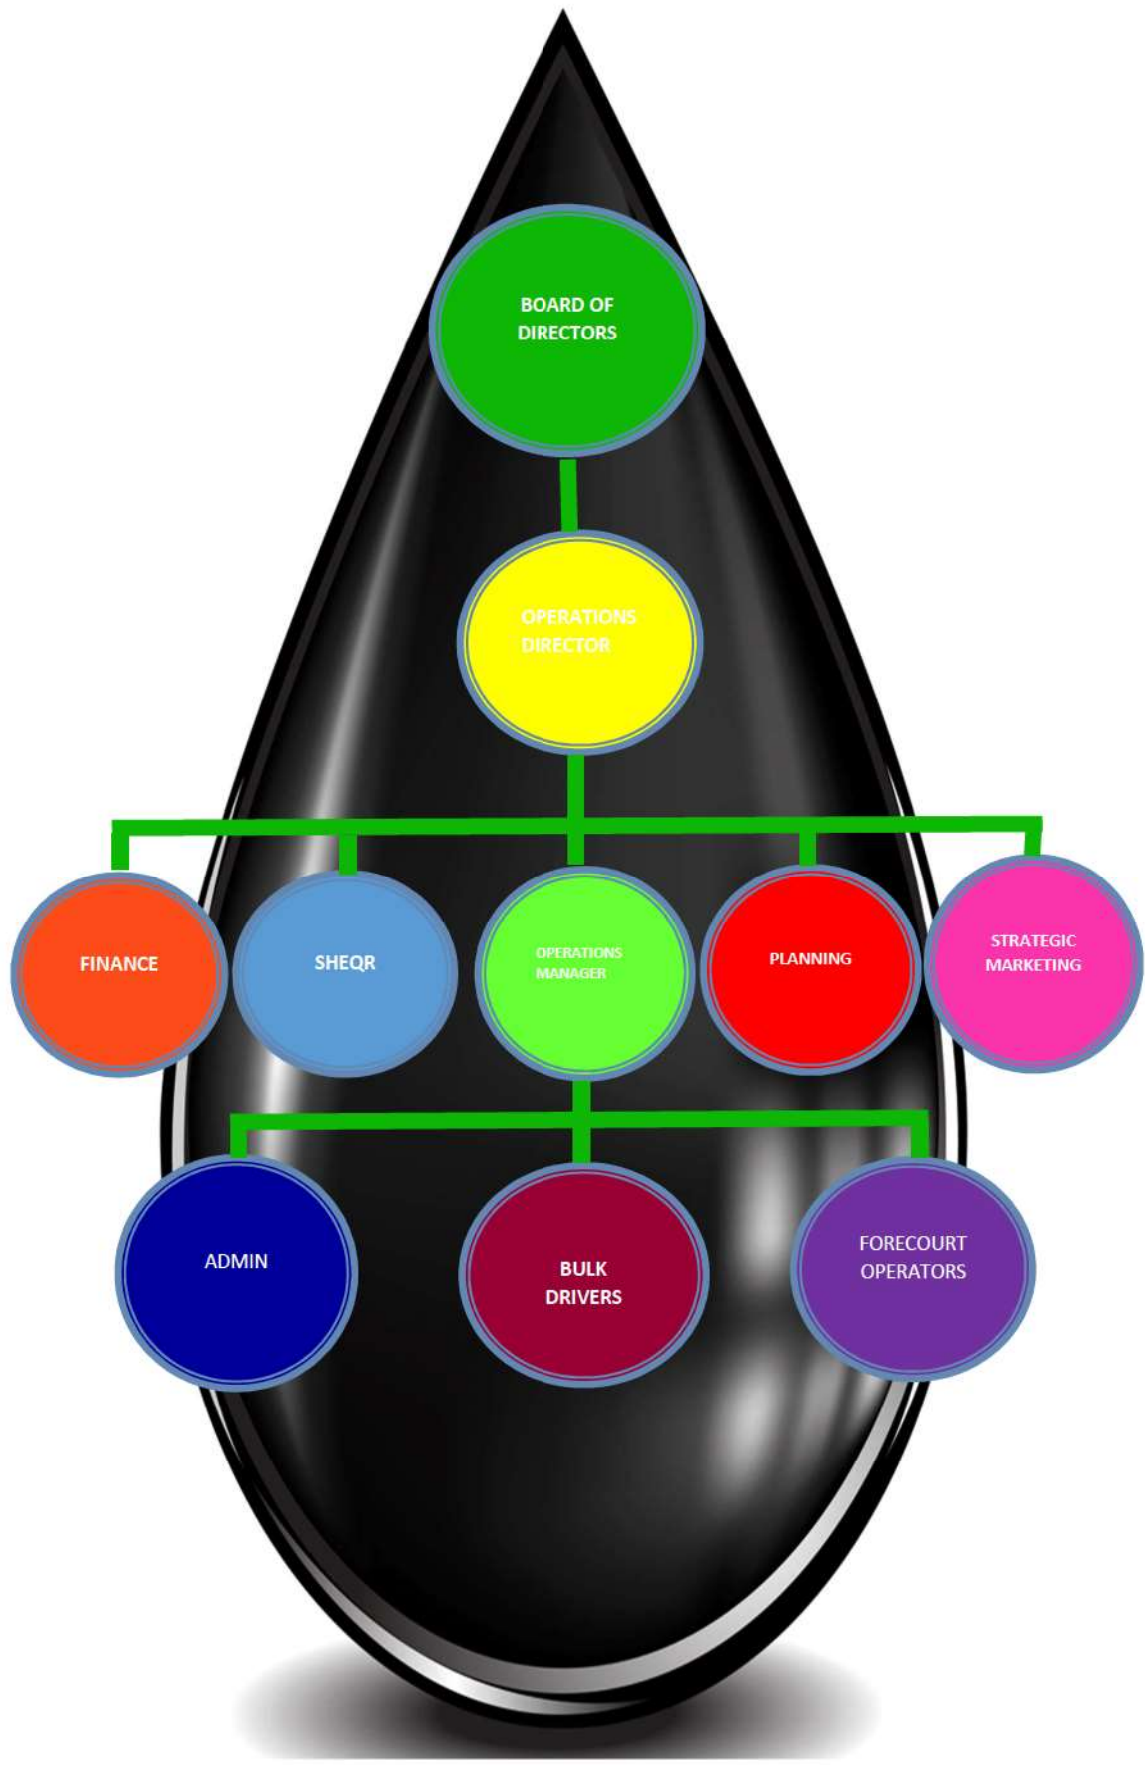 BOARD OF
DIRECTORS
OPERATIONS
DIRECTOR
FINANCE
SHEQR
OPERATIONS
MANAGER
PLANNING
STRATEGIC
MARKETING
ADMIN
BULK
DRIVERS
FORECOURT
OPERATORS